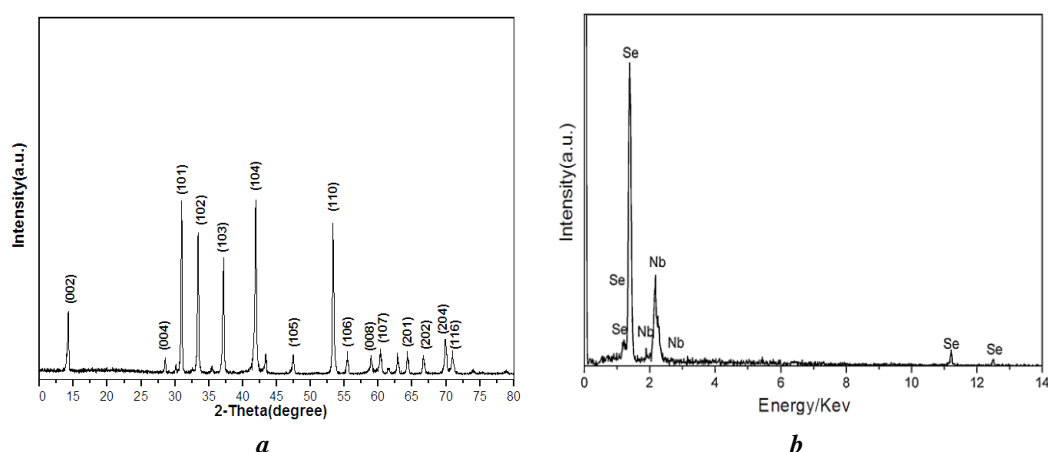 Intensity(a.u.)
(002)
(004)
(101)
(102)
(103)
(104)
(105)
(110)
(106)
(008)
(107)
(201)
(202)
(204)
(116)
10 15 20 25 30 35 40 45 50 55 60 65 70 75 80
2-Theta(degree)
a
Intensity(a.u.)
Se
Se
Se
Nb
Nb
Nb
Se
Se
0 2 4 6 8 10 12 14
Energy/Kev
b